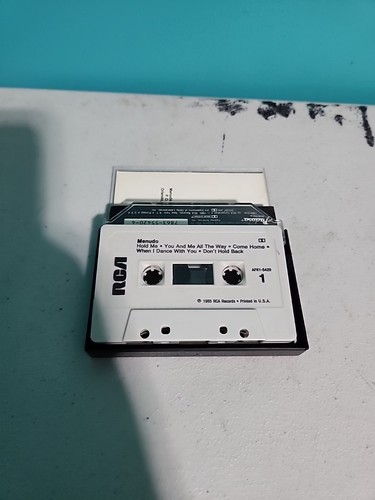 Menudo
Hold Me • You And Me All The Way • Come Home •
When I Dance With You • Don't Hold Back
RCA
AFK1-5420
1
℗ 1985 RCA Records • Printed in U.S.A.